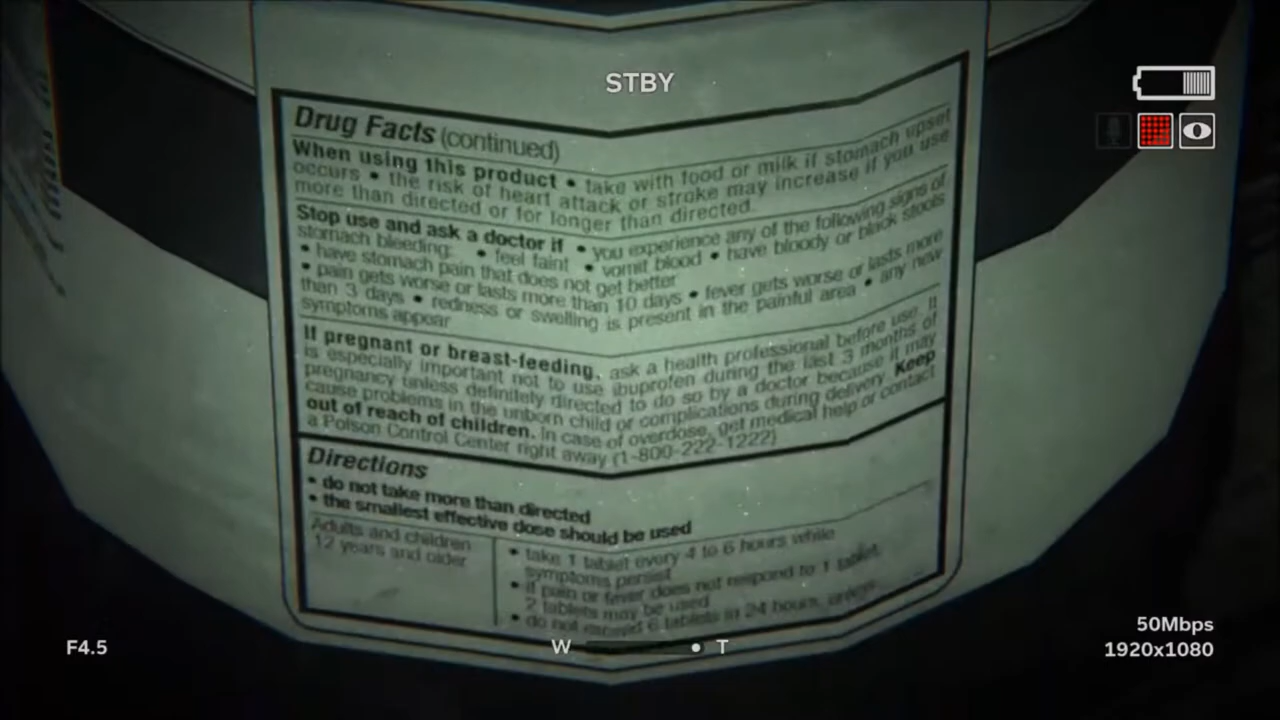 STBY
Drug Facts (continued)
When using this product • take with food or milk if stomach upset
occurs • the risk of heart attack or stroke may increase if you use
more than directed or for longer than directed
Stop use and ask a doctor if • you experience any of the following signs of
stomach bleeding: • feel faint • vomit blood • have bloody or black stools
• have stomach pain that does not get better
• pain gets worse or lasts more than 10 days • fever gets worse or lasts more
than 3 days • redness or swelling is present in the painful area • any new
symptoms appear
If pregnant or breast-feeding, ask a health professional before use. It
is especially important not to use ibuprofen during the last 3 months of
pregnancy unless definitely directed to do so by a doctor because it may
cause problems in the unborn child or complications during delivery. Keep
out of reach of children. In case of overdose, get medical help or contact
a Poison Control Center right away (1-800-222-1222)
Directions
• do not take more than directed
• the smallest effective dose should be used
Adults and children
12 years and older
• take 1 tablet every 4 to 6 hours while
symptoms persist
• if pain or fever does not respond to 1 tablet,
2 tablets may be used
• do not exceed 6 tablets in 24 hours, unless
F4.5
W
T
50Mbps
1920x1080